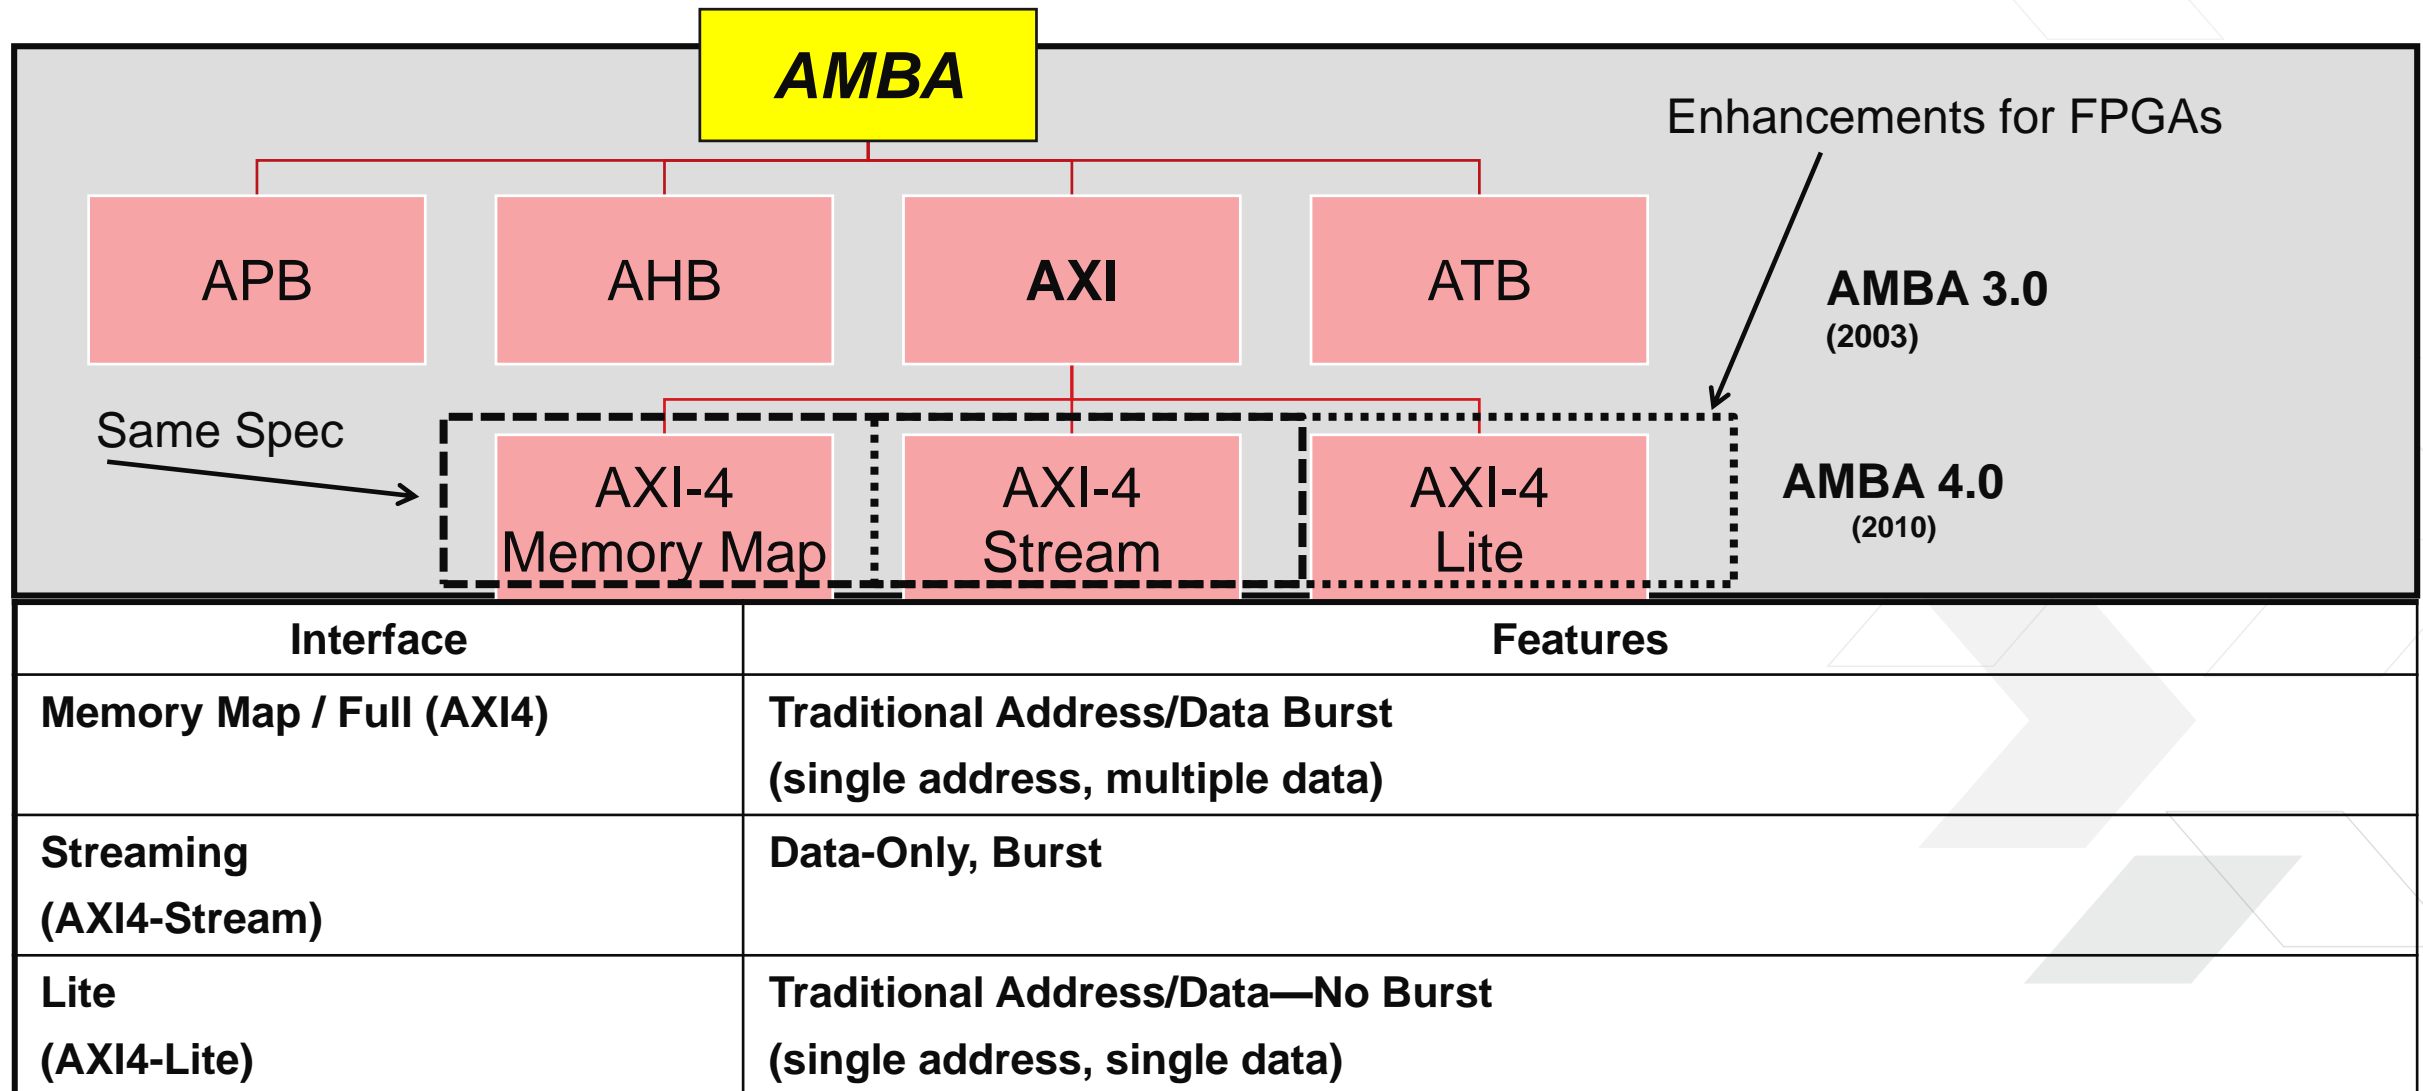 AMBA
Enhancements for FPGAs
APB
AHB
AXI
ATB
AMBA 3.0
(2003)
Same Spec
AXI-4
Memory Map
AXI-4
Stream
AXI-4
Lite
AMBA 4.0
(2010)
Interface
Features
Memory Map / Full (AXI4)
Traditional Address/Data Burst
(single address, multiple data)
Streaming
(AXI4-Stream)
Data-Only, Burst
Lite
(AXI4-Lite)
Traditional Address/Data—No Burst
(single address, single data)